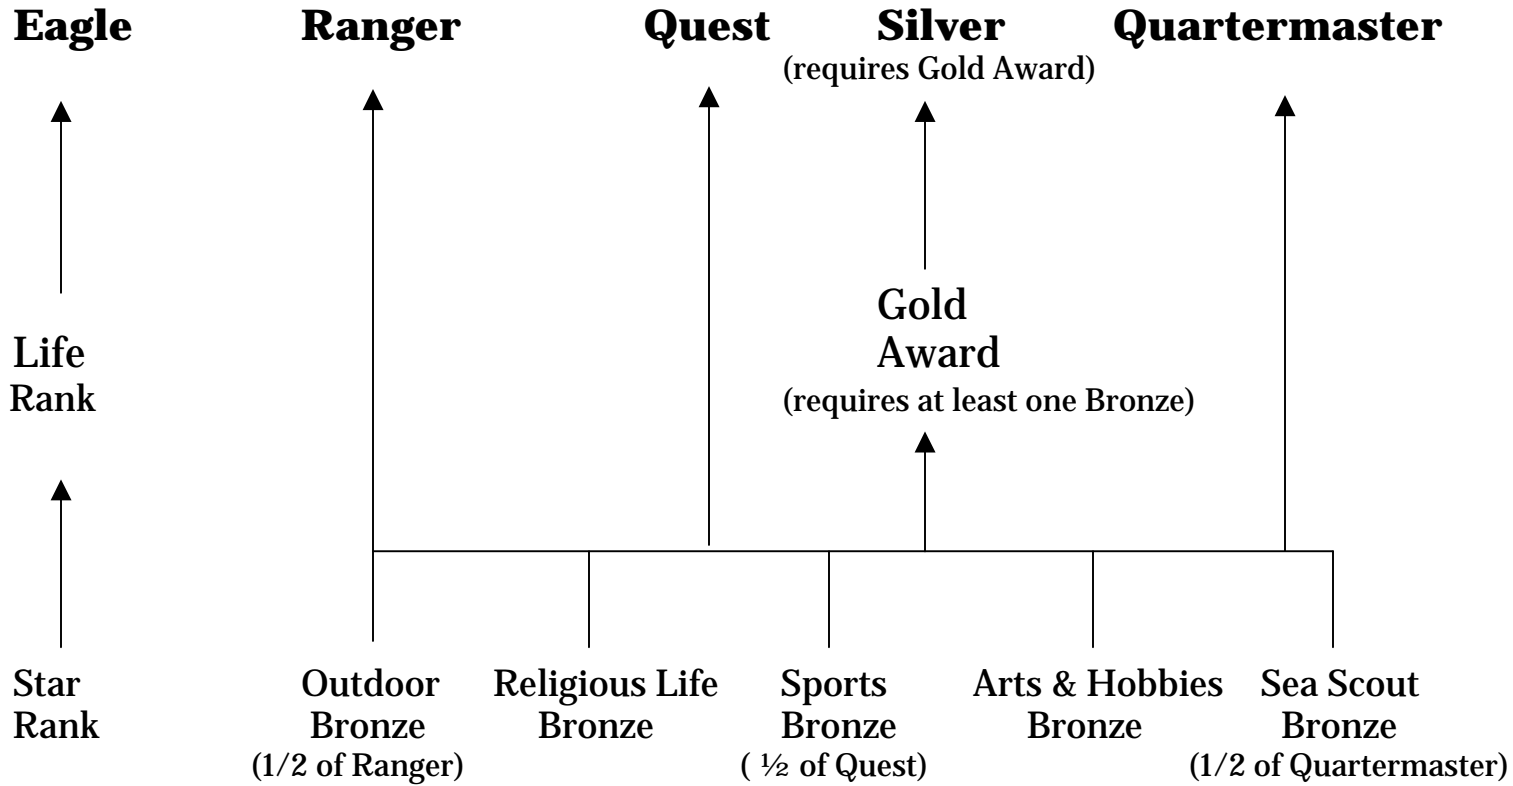 Eagle Ranger Quest Silver Quartermaster
(requires Gold Award)
Gold
Award
(requires at least one Bronze)
Life
Rank
Star
Rank
Outdoor
Bronze
(1/2 of Ranger)
Religious Life
Bronze
Sports
Bronze
( ½ of Quest)
Arts & Hobbies
Bronze
Sea Scout
Bronze
(1/2 of Quartermaster)